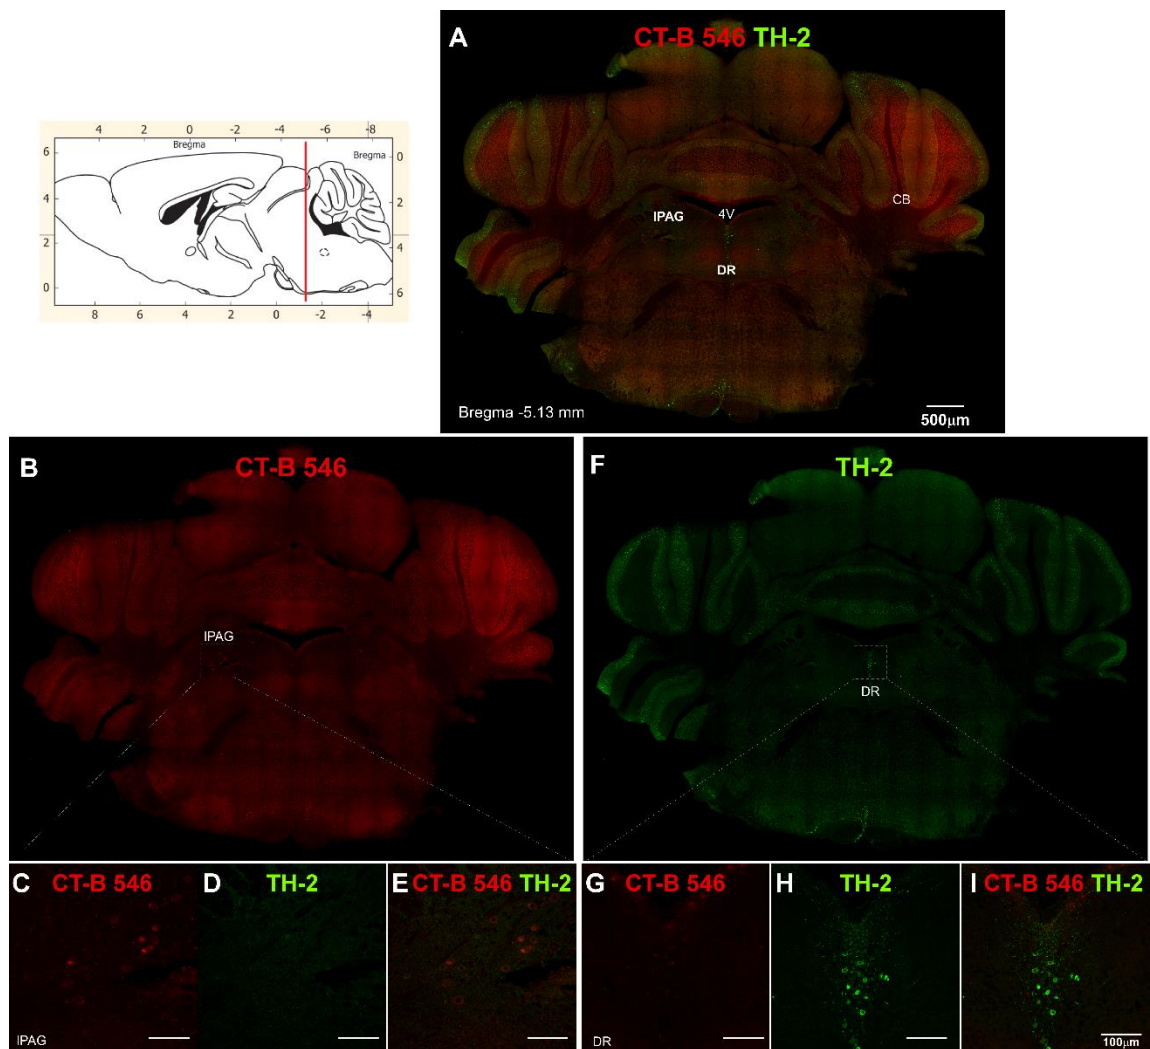 A
CT-B 546 TH-2
4 2 0 -2 -4 -6 -8
Bregma
Bregma
6 0
4 2
2 4
0 6
8 6 4 2 0 -2 -4
CB
lPAG
4V
DR
Bregma -5.13 mm
500µm
B
CT-B 546
lPAG
F
TH-2
DR
C
CT-B 546
lPAG
D
TH-2
E
CT-B 546 TH-2
G
CT-B 546
DR
H
TH-2
I
CT-B 546 TH-2
100µm